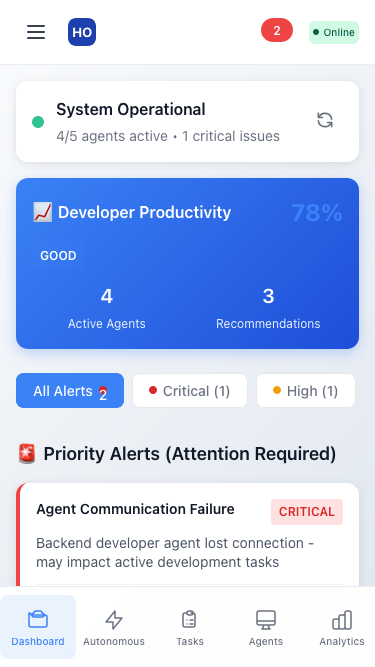 HO
2
Online
System Operational
4/5 agents active • 1 critical issues
📈 Developer Productivity
78%
GOOD
4
3
Active Agents
Recommendations
All Alerts 2
Critical (1)
High (1)
🚨 Priority Alerts (Attention Required)
Agent Communication Failure
CRITICAL
Backend developer agent lost connection -
may impact active development tasks
Dashboard
Autonomous
Tasks
Agents
Analytics